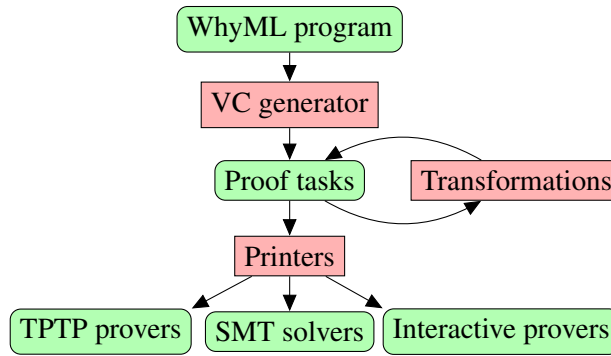 WhyML program
VC generator
Proof tasks
Transformations
Printers
TPTP provers
SMT solvers
Interactive provers